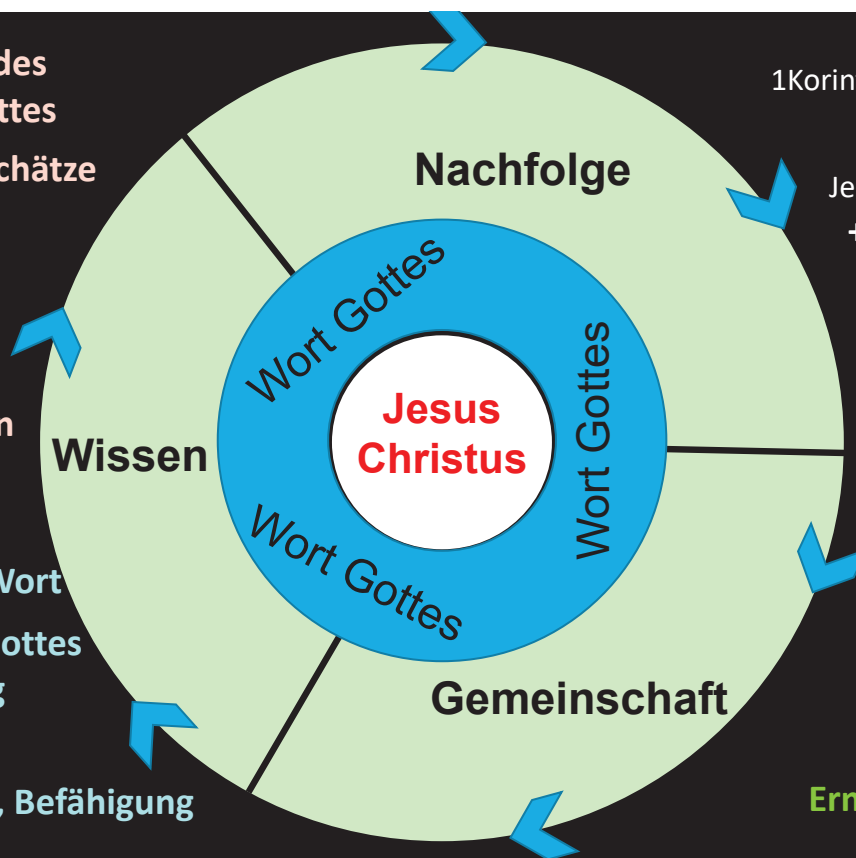 des
ttes
chätze
1Korin
Je
+
Nachfolge
Wort Gottes
Wort Gottes
Wort Gottes
Jesus
Christus
Wissen
Gemeinschaft
Wort
ottes
g
, Befähigung